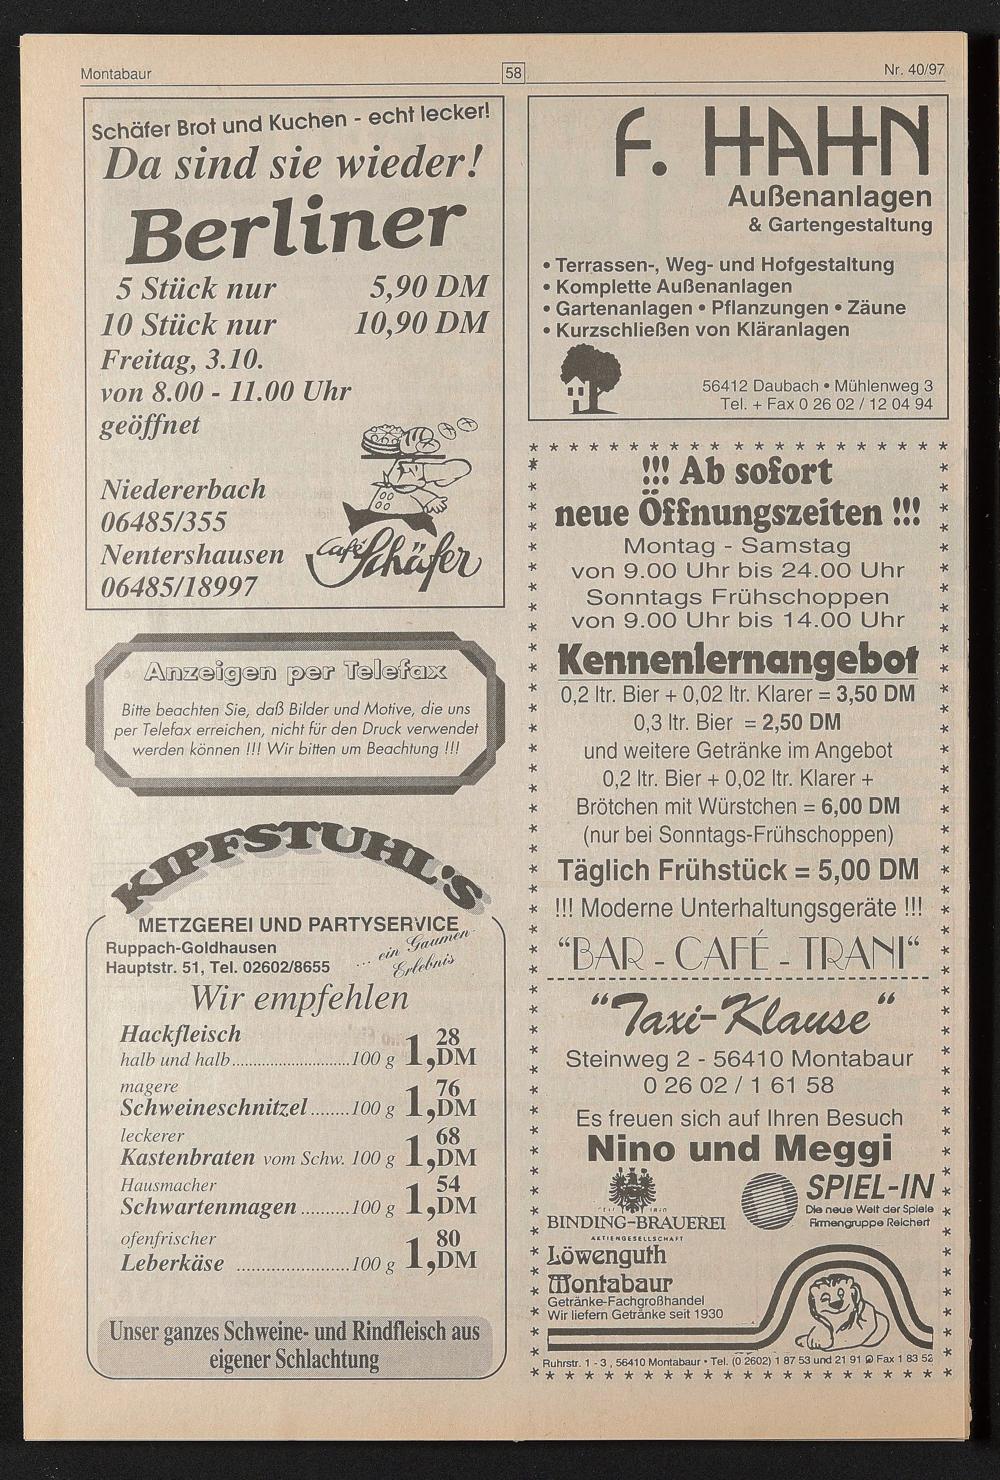 Montabaur
58
Nr. 40/97
Schäfer Brot und Kuchen - echt lecker!
Da sind sie wieder!
Berliner
5 Stück nur 5,90 DM
10 Stück nur 10,90 DM
Freitag, 3.10.
von 8.00 - 11.00 Uhr
geöffnet
Niedererbach
06485/355
Nentershausen
06485/18997
Café Schäfer
Anzeigen per Telefax
Bitte beachten Sie, daß Bilder und Motive, die uns
per Telefax erreichen, nicht für den Druck verwendet
werden können !!! Wir bitten um Beachtung !!!
KIPFSTUHL'S
METZGEREI UND PARTYSERVICE
Ruppach-Goldhausen
Hauptstr. 51, Tel. 02602/8655
... ein Gaumen-
Erlebnis
Wir empfehlen
Hackfleisch
halb und halb..............................100 g 1,28 DM
magere
Schweineschnitzel........100 g 1,76 DM
leckerer
Kastenbraten vom Schw. 100 g 1,68 DM
Hausmacher
Schwartenmagen..........100 g 1,54 DM
ofenfrischer
Leberkäse .......................100 g 1,80 DM
Unser ganzes Schweine- und Rindfleisch aus
eigener Schlachtung
F. HAHN
Außenanlagen
& Gartengestaltung
• Terrassen-, Weg- und Hofgestaltung
• Komplette Außenanlagen
• Gartenanlagen • Pflanzungen • Zäune
• Kurzschließen von Kläranlagen
56412 Daubach • Mühlenweg 3
Tel. + Fax 0 26 02 / 12 04 94
!!! Ab sofort
neue Öffnungszeiten !!!
Montag - Samstag
von 9.00 Uhr bis 24.00 Uhr
Sonntags Frühschoppen
von 9.00 Uhr bis 14.00 Uhr
Kennenlernangebot
0,2 ltr. Bier + 0,02 ltr. Klarer = 3,50 DM
0,3 ltr. Bier = 2,50 DM
und weitere Getränke im Angebot
0,2 ltr. Bier + 0,02 ltr. Klarer +
Brötchen mit Würstchen = 6,00 DM
(nur bei Sonntags-Frühschoppen)
Täglich Frühstück = 5,00 DM
!!! Moderne Unterhaltungsgeräte !!!
“BAR - CAFÉ - TRANI“
“Taxi-Klause“
Steinweg 2 - 56410 Montabaur
0 26 02 / 1 61 58
Es freuen sich auf Ihren Besuch
Nino und Meggi
BINDING-BRAUEREI
AKTIENGESELLSCHAFT
SPIEL-IN
Die neue Welt der Spiele
Firmengruppe Reichert
Löwenguth
Montabaur
Getränke-Fachgroßhandel
Wir liefern Getränke seit 1930
Ruhrstr. 1 - 3 , 56410 Montabaur • Tel. (0 2602) 1 87 53 und 21 91 Fax 1 83 52